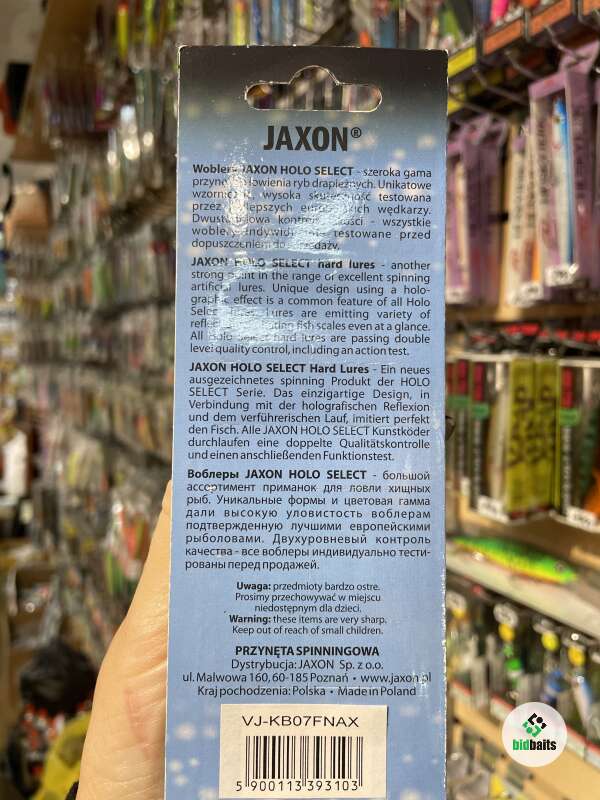 JAXON®
Woblery JAXON HOLO SELECT - szeroka gama
przynęt łowienia ryb drapieżnych. Unikatowe
wysoka skuteczność testowana
przez najlepszych wędkarzy.
kontrola - wszystkie
testowane przed
dopuszczeniem do sprzedaży.
JAXON HOLO SELECT hard lures - another
strong point in the range of excellent spinning
artificial lures. Unique design using a holo-
graphic effect is a common feature of all Holo
Select lures. Lures are emitting variety of
fish scales even at a glance.
All Holo Select hard lures are passing double
level quality control, including an action test.
JAXON HOLO SELECT Hard Lures - Ein neues
ausgezeichnetes spinning Produkt der HOLO
SELECT Serie. Das einzigartige Design, in
Verbindung mit der holografischen Reflexion
und dem verführerischen Lauf, imitiert perfekt
den Fisch. Alle JAXON HOLO SELECT Kunstköder
durchlaufen eine doppelte Qualitätskontrolle
und einen anschließenden Funktionstest.
Воблеры JAXON HOLO SELECT - большой
ассортимент приманок для ловли хищных
рыб. Уникальные формы и цветовая гамма
дали высокую уловистость воблерам
подтвержденную лучшими европейскими
рыболовами. Двухуровневый контроль
качества - все воблеры индивидуально тести-
рованы перед продажей.
Uwaga: przedmioty bardzo ostre.
Prosimy przechowywać w miejscu
niedostępnym dla dzieci.
Warning: these items are very sharp.
Keep out of reach of small children.
PRZYNĘTA SPINNINGOWA
Dystrybucja: JAXON Sp. z o.o.
ul. Malwowa 160, 60-185 Poznań • www.jaxon.pl
Kraj pochodzenia: Polska • Made in Poland
VJ-KB07FNAX
5 900113 393103
bidbaits